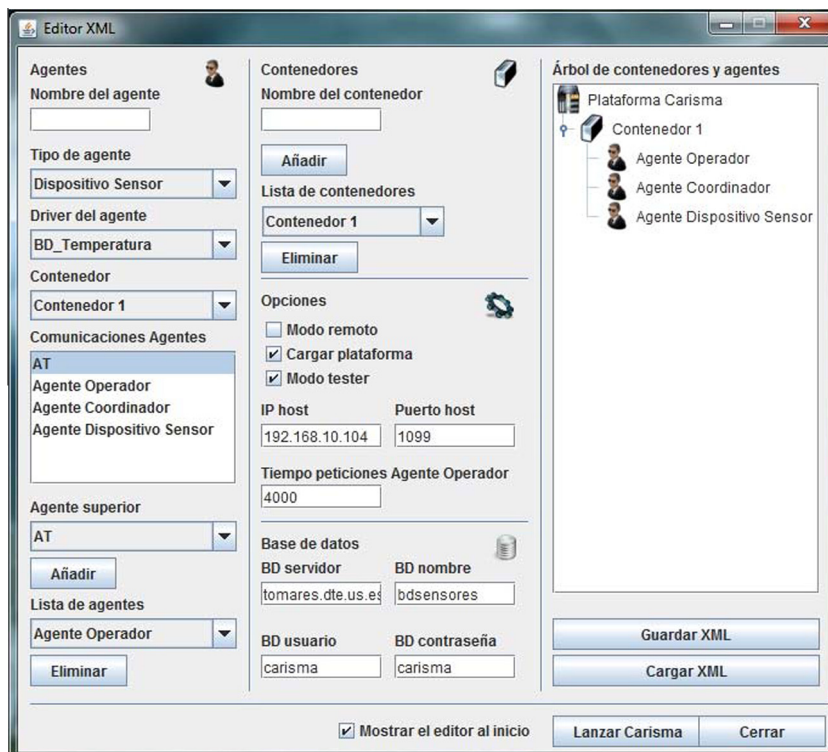 Editor XML
Agentes
Nombre del agente
Tipo de agente
Dispositivo Sensor
Driver del agente
BD_Temperatura
Contenedor
Contenedor 1
Comunicaciones Agentes
AT
Agente Operador
Agente Coordinador
Agente Dispositivo Sensor
Agente superior
AT
Añadir
Lista de agentes
Agente Operador
Eliminar
Contenedores
Nombre del contenedor
Añadir
Lista de contenedores
Contenedor 1
Eliminar
Opciones
Modo remoto
Cargar plataforma
Modo tester
IP host Puerto host
192.168.10.104 1099
Tiempo peticiones Agente Operador
4000
Base de datos
BD servidor BD nombre
tomares.dte.us.es bdsensores
BD usuario BD contraseña
carisma carisma
Árbol de contenedores y agentes
Plataforma Carisma
Contenedor 1
Agente Operador
Agente Coordinador
Agente Dispositivo Sensor
Guardar XML
Cargar XML
Mostrar el editor al inicio Lanzar Carisma Cerrar